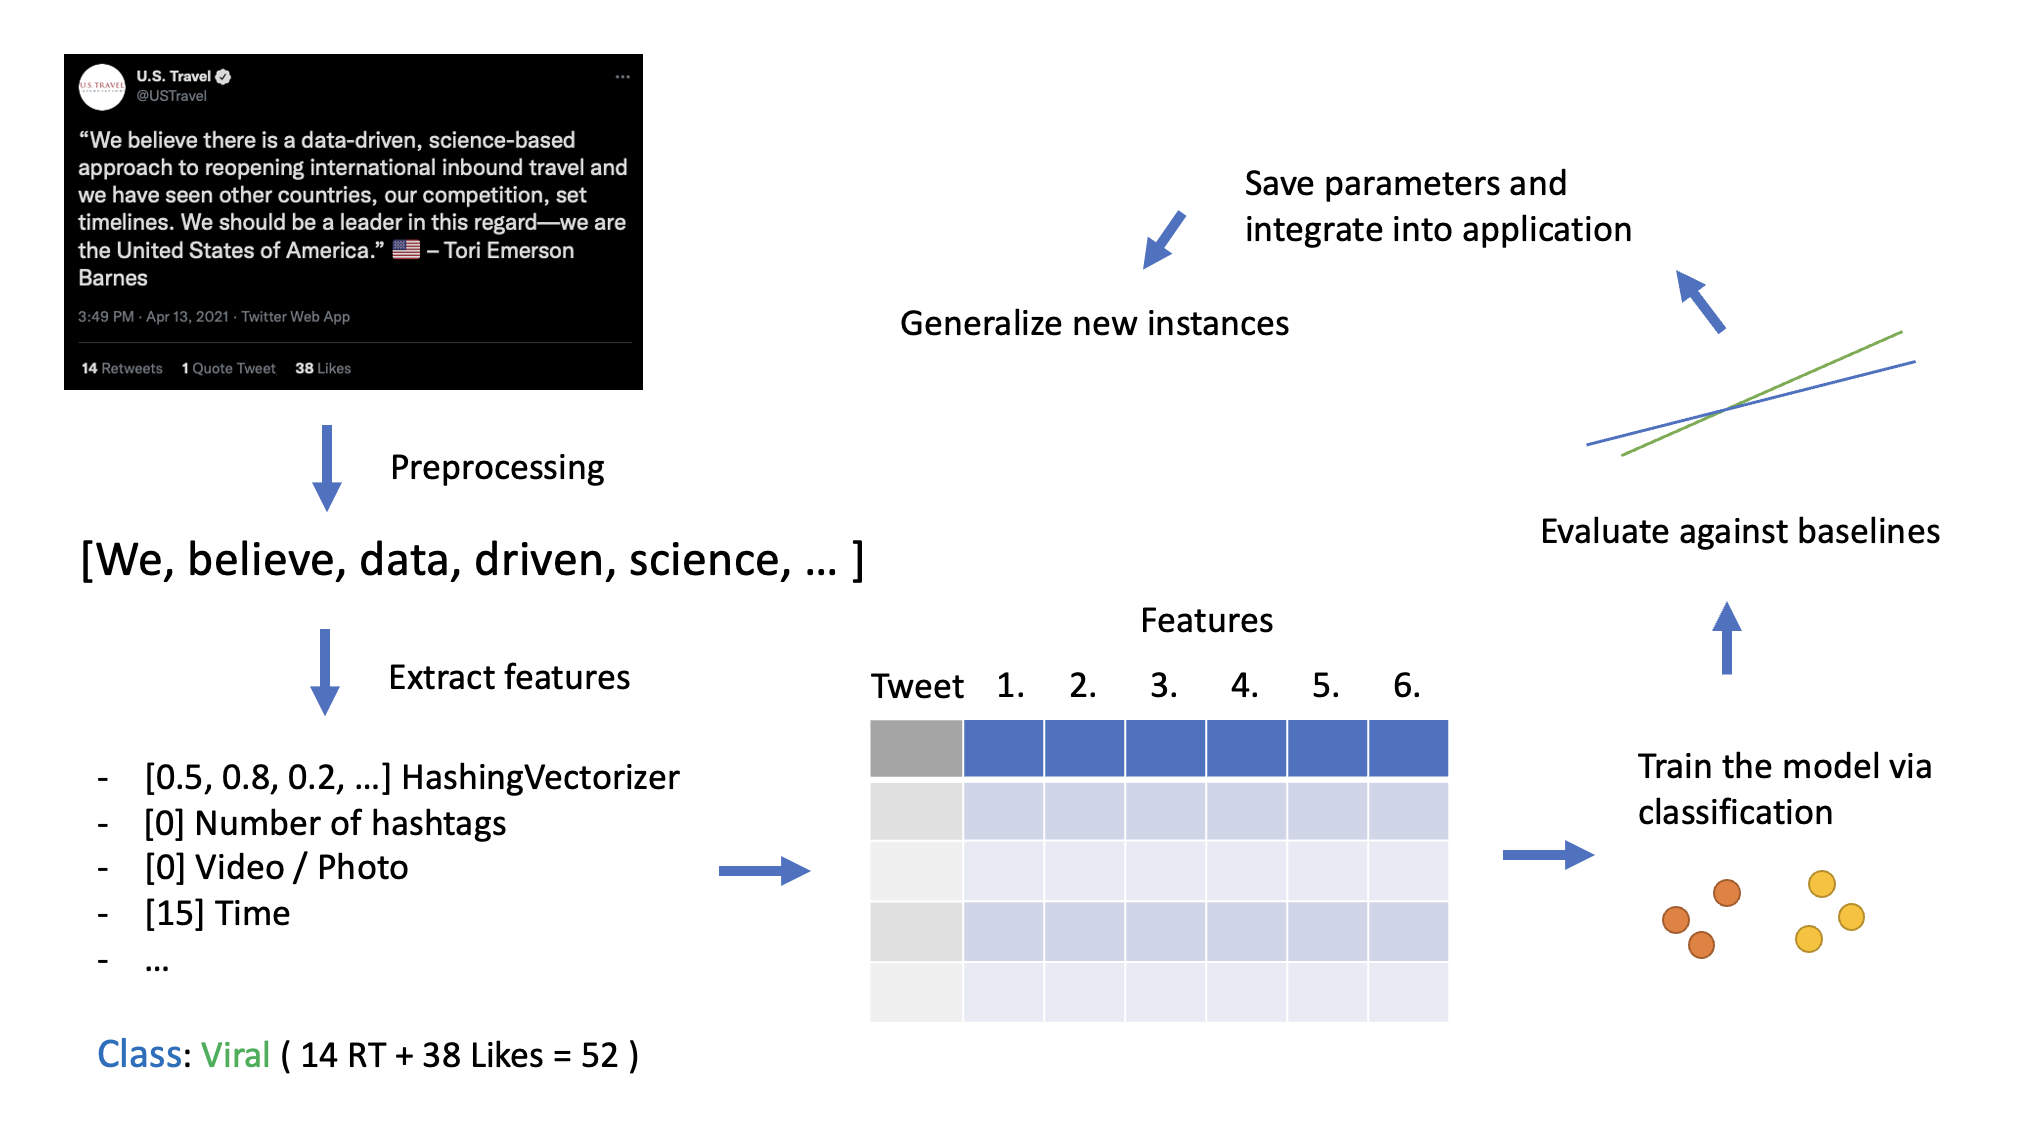 U.S. TRAVEL
U.S. Travel
@USTravel
“We believe there is a data-driven, science-based
approach to reopening international inbound travel and
we have seen other countries, our competition, set
timelines. We should be a leader in this regard—we are
the United States of America.” 🇺🇸 – Tori Emerson
Barnes
3:49 PM · Apr 13, 2021 · Twitter Web App
14 Retweets 1 Quote Tweet 38 Likes
Preprocessing
[We, believe, data, driven, science, ... ]
Extract features
- [0.5, 0.8, 0.2, ...] HashingVectorizer
- [0] Number of hashtags
- [0] Video / Photo
- [15] Time
- ...
Class: Viral ( 14 RT + 38 Likes = 52 )
Features
Tweet 1. 2. 3. 4. 5. 6.
Train the model via
classification
Evaluate against baselines
Save parameters and
integrate into application
Generalize new instances